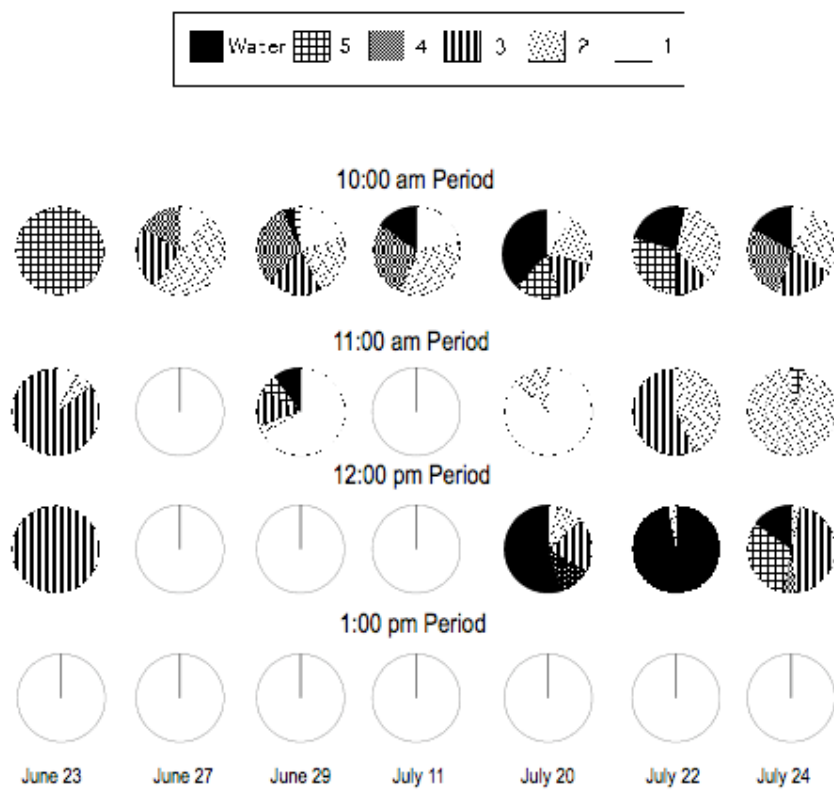 Water 5 4 3 2 1
10:00 am Period
11:00 am Period
12:00 pm Period
1:00 pm Period
June 23 June 27 June 29 July 11 July 20 July 22 July 24